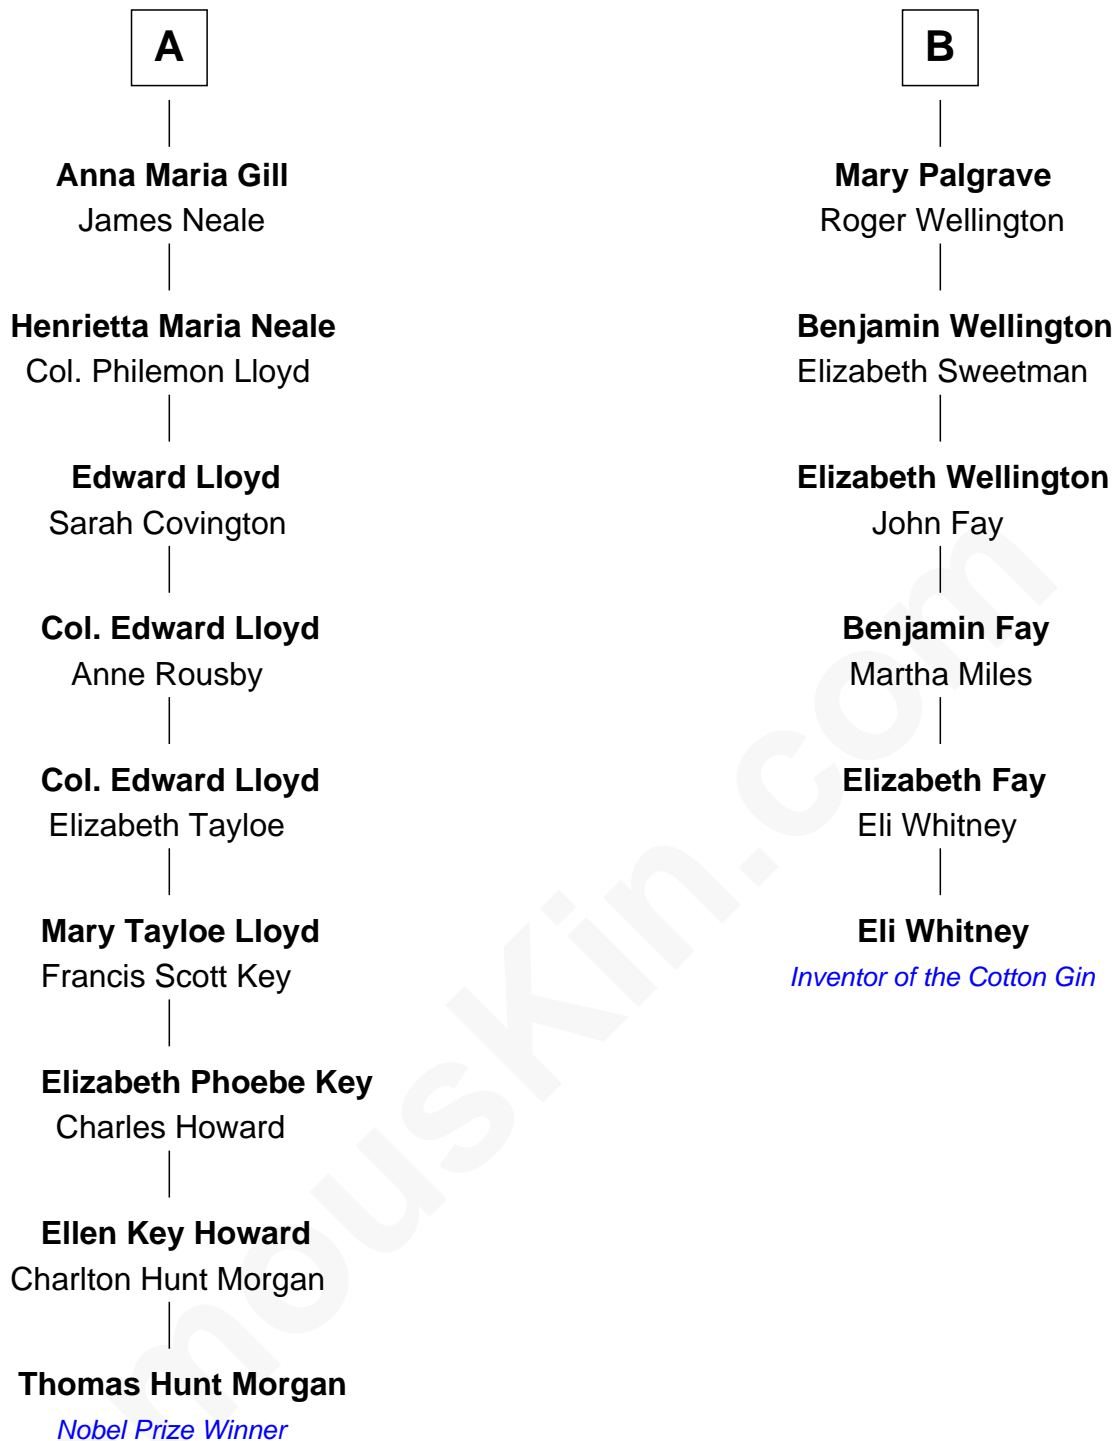 A
Anna Maria Gill
James Neale
Henrietta Maria Neale
Col. Philemon Lloyd
Edward Lloyd
Sarah Covington
Col. Edward Lloyd
Anne Rousby
Col. Edward Lloyd
Elizabeth Tayloe
Mary Tayloe Lloyd
Francis Scott Key
Elizabeth Phoebe Key
Charles Howard
Ellen Key Howard
Charlton Hunt Morgan
Thomas Hunt Morgan
Nobel Prize Winner
B
Mary Palgrave
Roger Wellington
Benjamin Wellington
Elizabeth Sweetman
Elizabeth Wellington
John Fay
Benjamin Fay
Martha Miles
Elizabeth Fay
Eli Whitney
Eli Whitney
Inventor of the Cotton Gin
mouskin.com